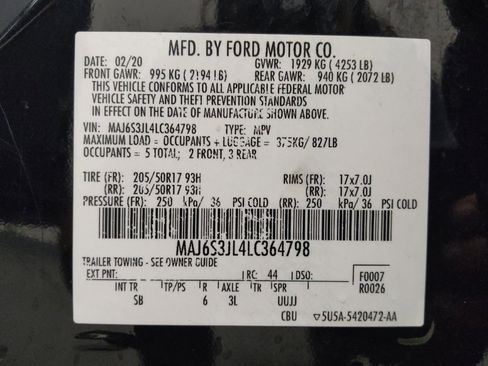 MFD. BY FORD MOTOR CO.
DATE: 02/20 GVWR: 1929 KG ( 4253 LB)
FRONT GAWR: 995 KG ( 2194 LB) REAR GAWR: 940 KG ( 2072 LB)
THIS VEHICLE CONFORMS TO ALL APPLICABLE FEDERAL MOTOR
VEHICLE SAFETY AND THEFT PREVENTION STANDARDS
IN EFFECT ON THE DATE OF MANUFACTURE SHOWN ABOVE.
VIN: MAJ6S3JL4LC364798 TYPE: MPV
MAXIMUM LOAD = OCCUPANTS + LUGGAGE = 375KG/ 827LB
OCCUPANTS = 5 TOTAL; 2 FRONT, 3 REAR
TIRE (FR): 205/50R17 93H RIMS (FR): 17x7.0J
(RR): 205/50R17 93H (RR): 17x7.0J
PRESSURE (FR): 250 kPa/ 36 PSI COLD (RR): 250 kPa/ 36 PSI COLD
MAJ6S3JL4LC364798
TRAILER TOWING - SEE OWNER GUIDE
EXT PNT: RC: 44 DSO: F0007
INT TR TP/PS R AXLE TR SPR R0026
SB 6 3L UUJJ
CBU ▽5U5A-5420472-AA